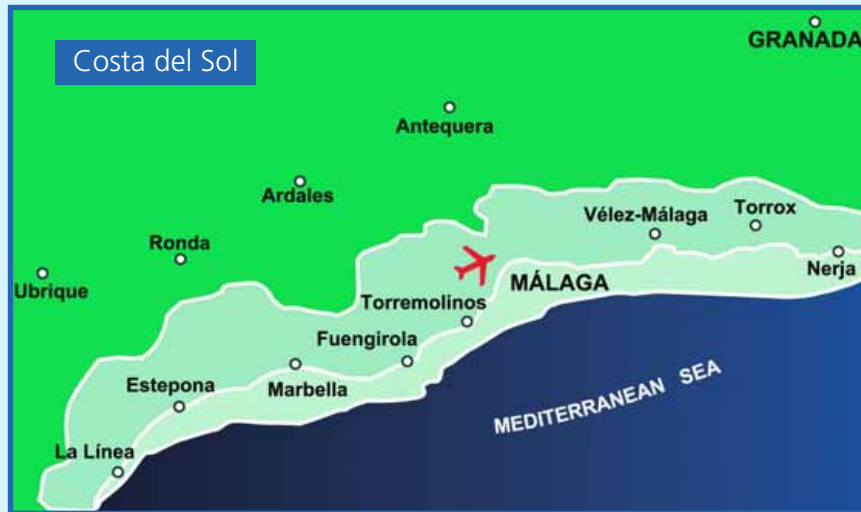 Costa del Sol
GRANADA
Antequera
Ardales
Vélez-Málaga
Torrox
Ronda
Ubrique
Nerja
MÁLAGA
Torremolinos
Fuengirola
Estepona
Marbella
MEDITERRANEAN SEA
La Línea